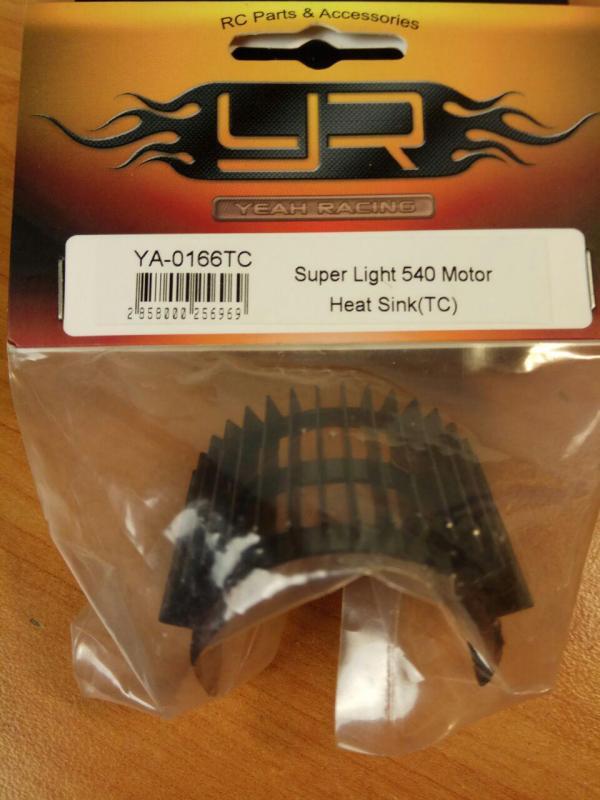 RC Parts & Accessories
YR
YEAH RACING
YA-0166TC
Super Light 540 Motor
Heat Sink(TC)
2 858000 256969